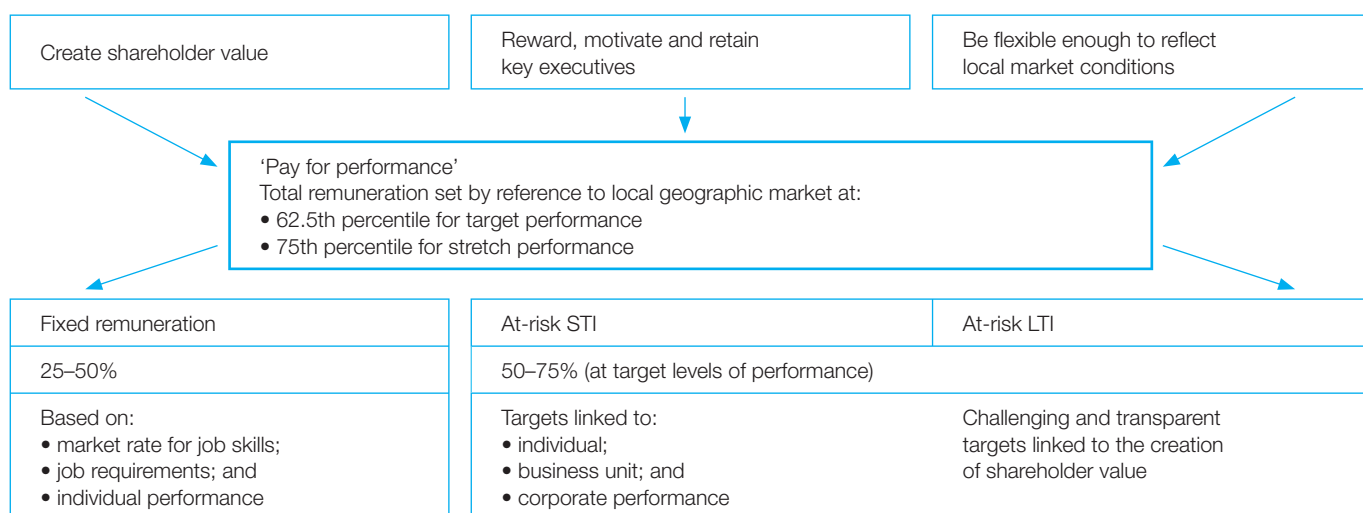 Create shareholder value
Reward, motivate and retain
key executives
Be flexible enough to reflect
local market conditions
‘Pay for performance’
Total remuneration set by reference to local geographic market at:
• 62.5th percentile for target performance
• 75th percentile for stretch performance
Fixed remuneration
At-risk STI
At-risk LTI
25–50%
50–75% (at target levels of performance)
Based on:
• market rate for job skills;
• job requirements; and
• individual performance
Targets linked to:
• individual;
• business unit; and
• corporate performance
Challenging and transparent
targets linked to the creation
of shareholder value